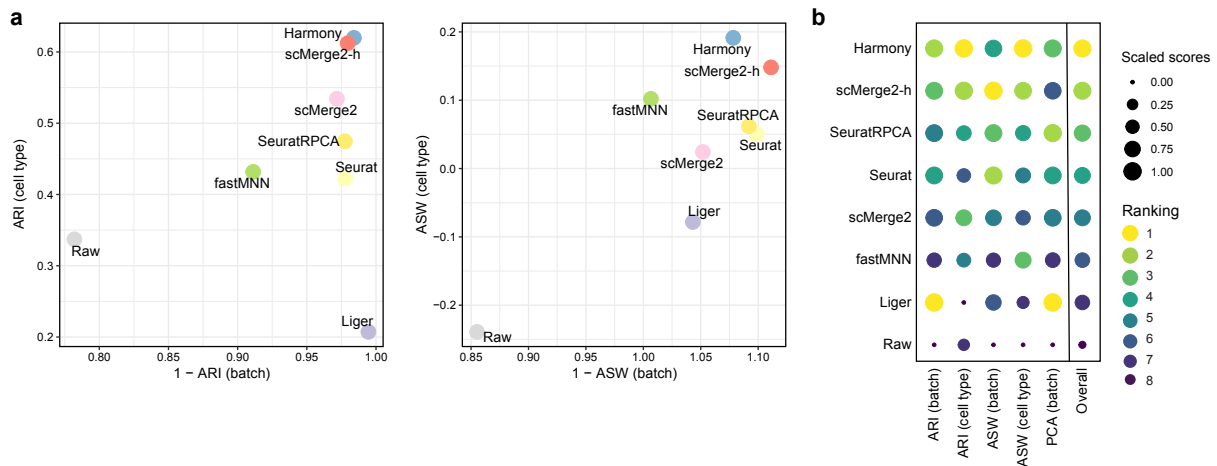 a
Harmony
scMerge2-h
scMerge2
SeuratRPCA
Seurat
fastMNN
Raw
Liger
ARI (cell type)
0.6
0.5
0.4
0.3
0.2
0.80
0.85
0.90
0.95
1.00
1 − ARI (batch)
Harmony
scMerge2-h
fastMNN
SeuratRPCA
Seurat
scMerge2
Liger
Raw
ASW (cell type)
0.2
0.1
0.0
−0.1
−0.2
0.85
1.00
1.05
1.10
1 − ASW (batch)
b
Harmony
scMerge2-h
SeuratRPCA
Seurat
scMerge2
fastMNN
Liger
Raw
ARI (batch)
ARI (cell type)
ASW (batch)
ASW (cell type)
PCA (batch)
Overall
Scaled scores
0.00
0.25
0.50
0.75
1.00
Ranking
1
2
3
4
5
6
7
8